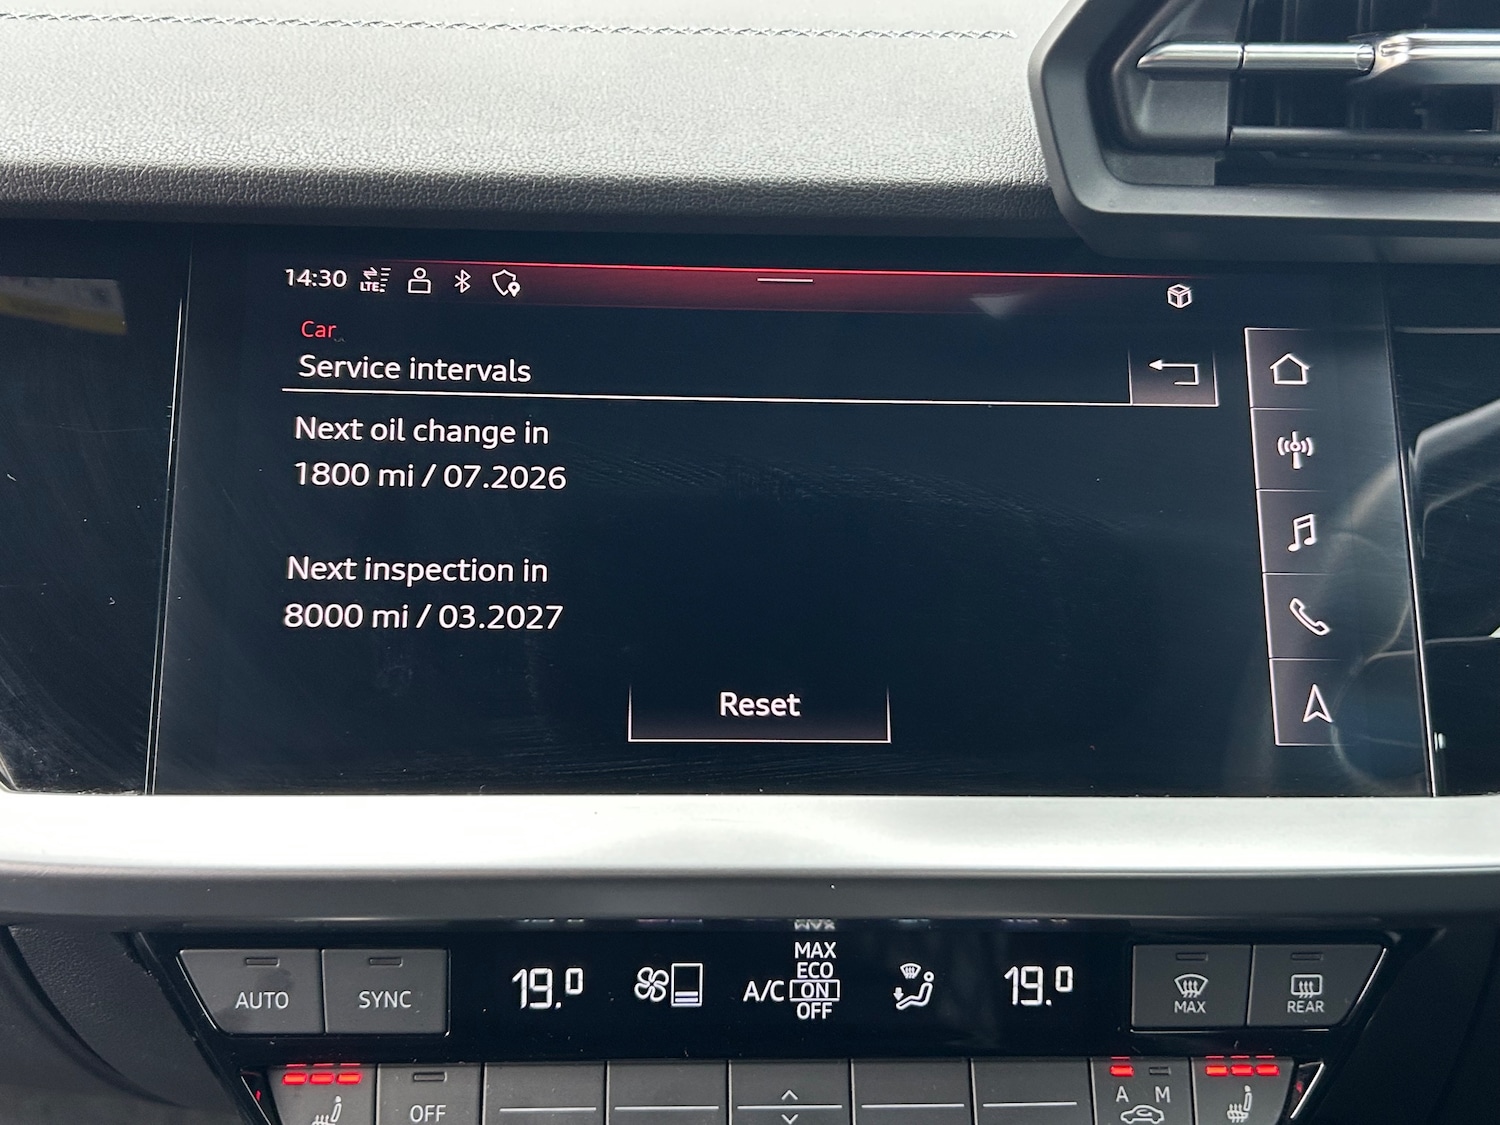 14:30 LTE
Car
Service intervals
Next oil change in
1800 mi / 07.2026
Next inspection in
8000 mi / 03.2027
Reset
AUTO
SYNC
19.0
A/C
MAX
ECO
ON
OFF
19.0
MAX
REAR
OFF
A M